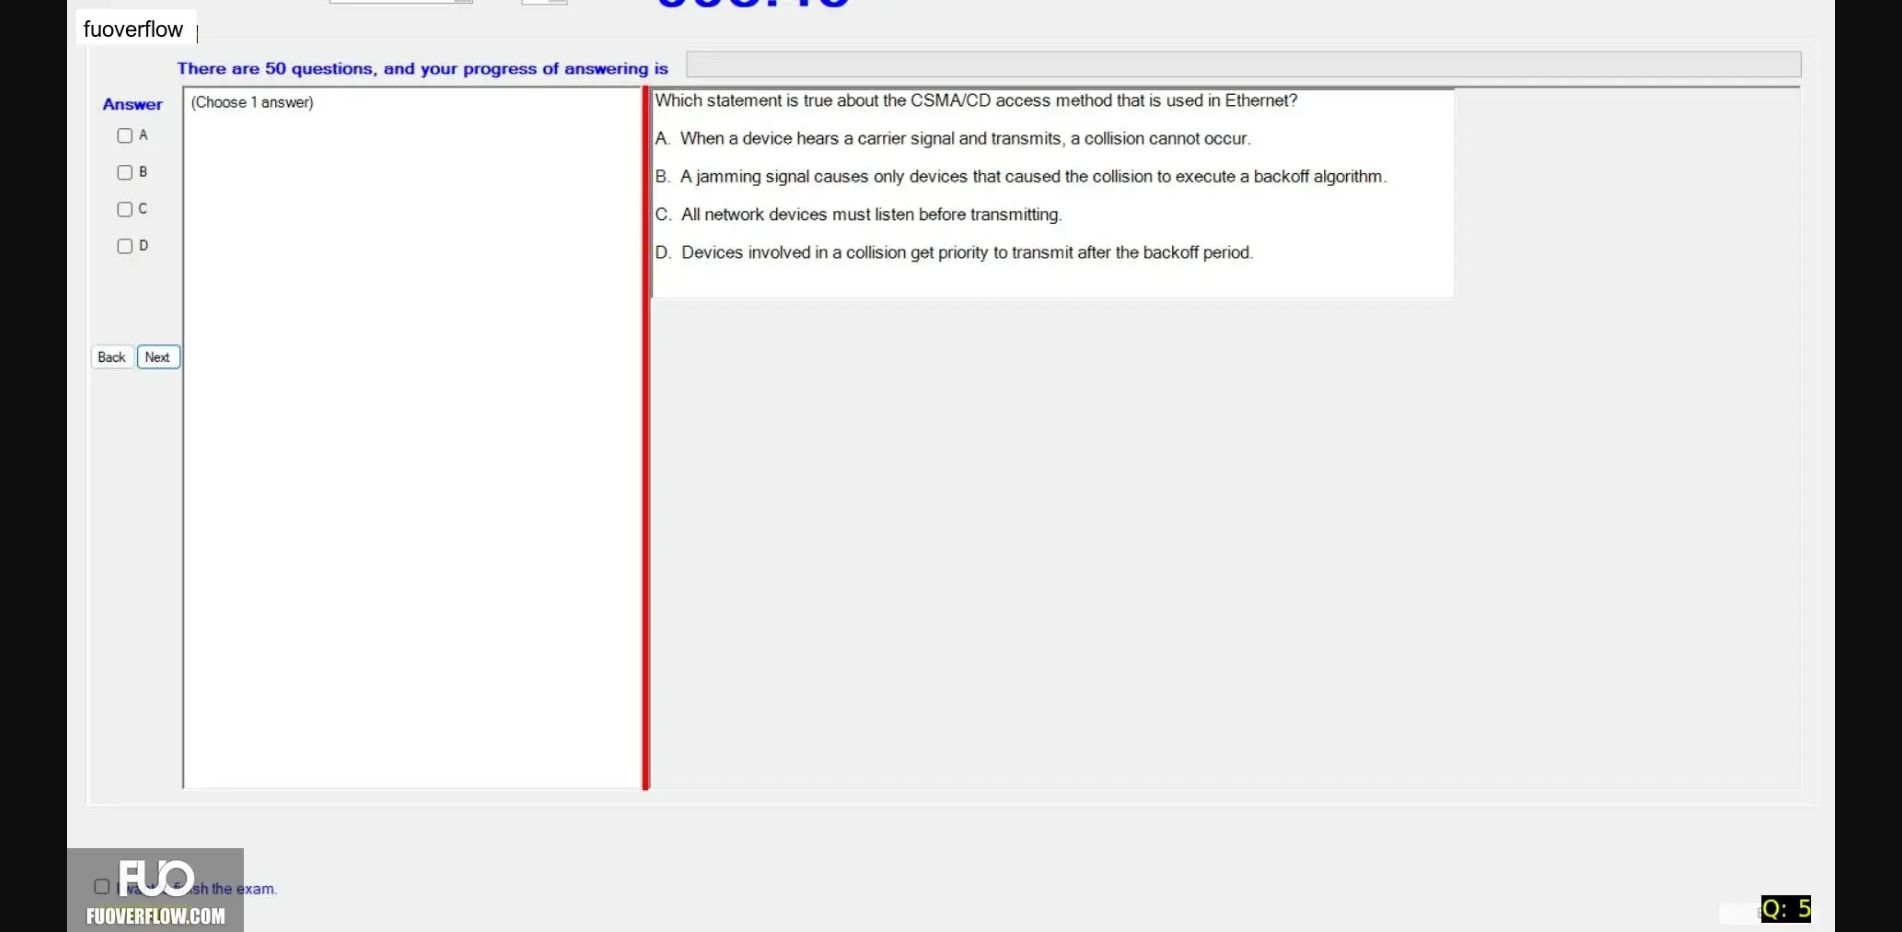 fuoverflow
There are 50 questions, and your progress of answering is
Answer
(Choose 1 answer)
A
B
C
D
Back Next
Which statement is true about the CSMA/CD access method that is used in Ethernet?
A. When a device hears a carrier signal and transmits, a collision cannot occur.
B. A jamming signal causes only devices that caused the collision to execute a backoff algorithm.
C. All network devices must listen before transmitting.
D. Devices involved in a collision get priority to transmit after the backoff period.
FUO
the exam.
FUOVERFLOW.COM
Q: 5